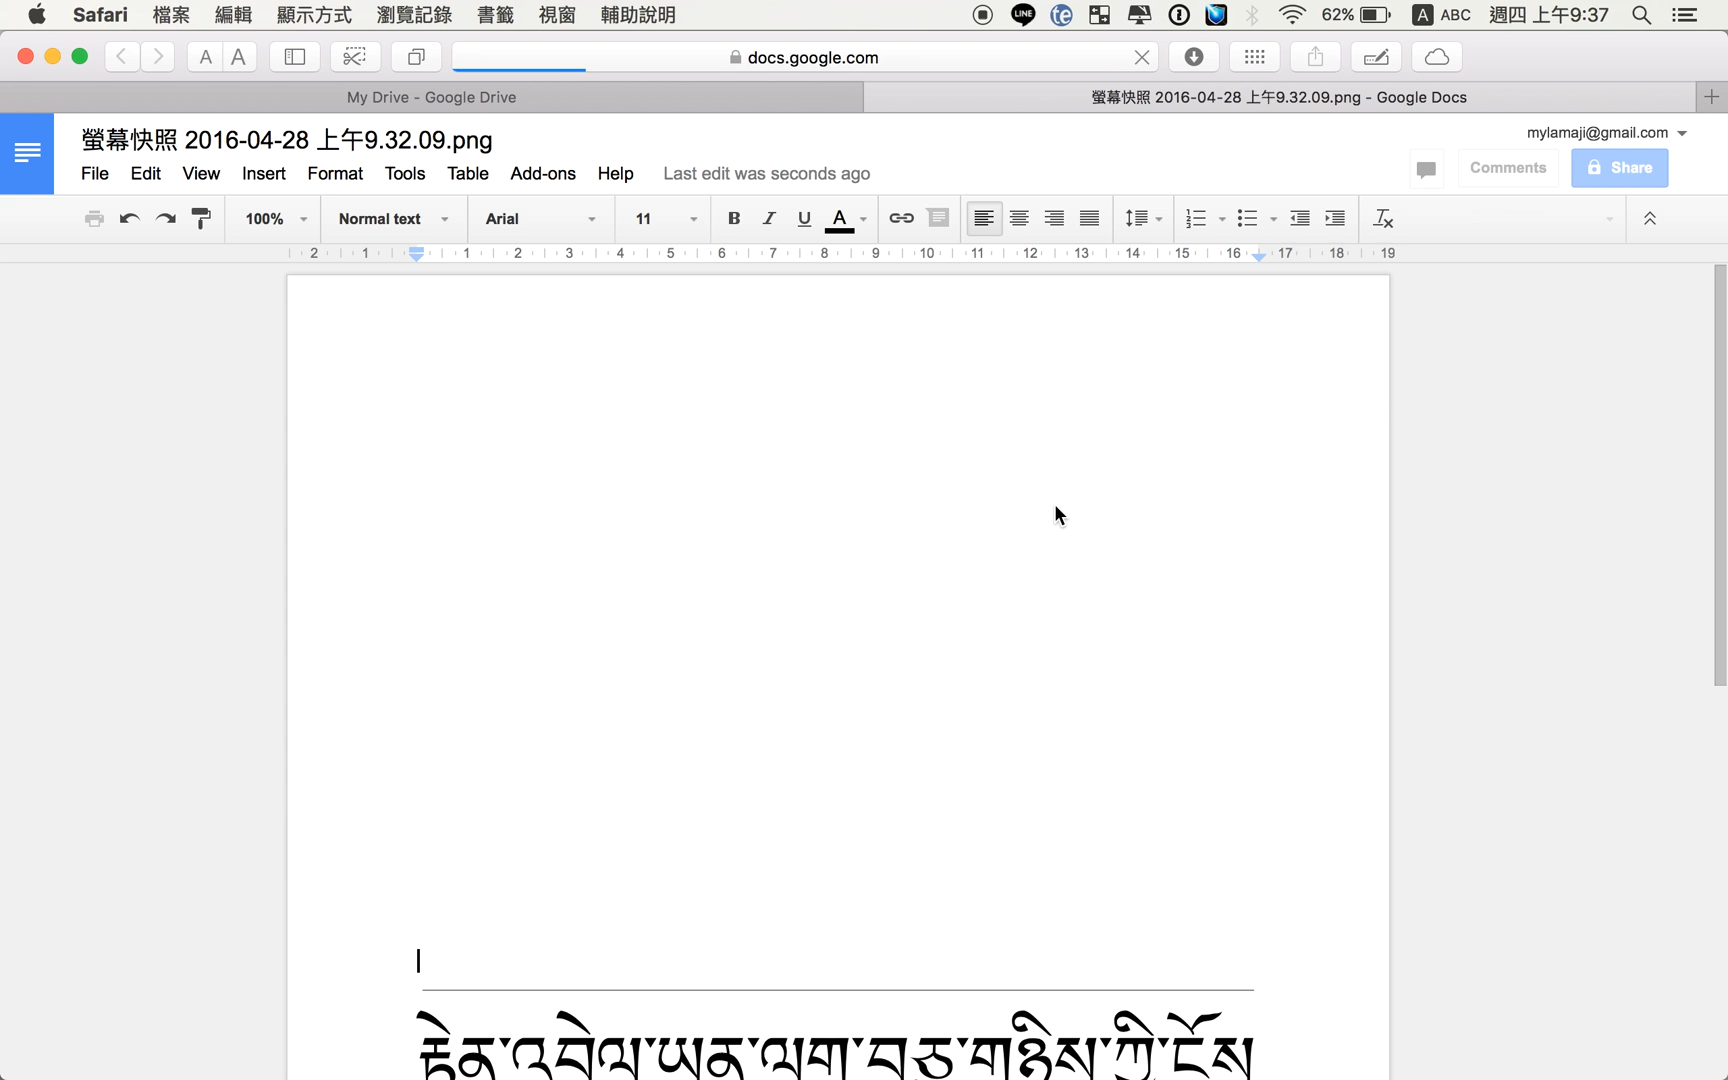 Safari 檔案 編輯 顯示方式 瀏覽記錄 書籤 視窗 輔助說明 LINE te 62% A ABC 週四 上午9:37
A A docs.google.com
My Drive - Google Drive 螢幕快照 2016-04-28 上午9.32.09.png - Google Docs
螢幕快照 2016-04-28 上午9.32.09.png mylamaji@gmail.com
File Edit View Insert Format Tools Table Add-ons Help Last edit was seconds ago Comments Share
100% Normal text Arial 11 B I U A
2 1 1 2 3 4 5 6 7 8 9 10 11 12 13 14 15 16 17 18 19
རྟེན་འབྲེལ་ཡན་ལག་བཅུ་གཉིས་ཀྱི་ངོས